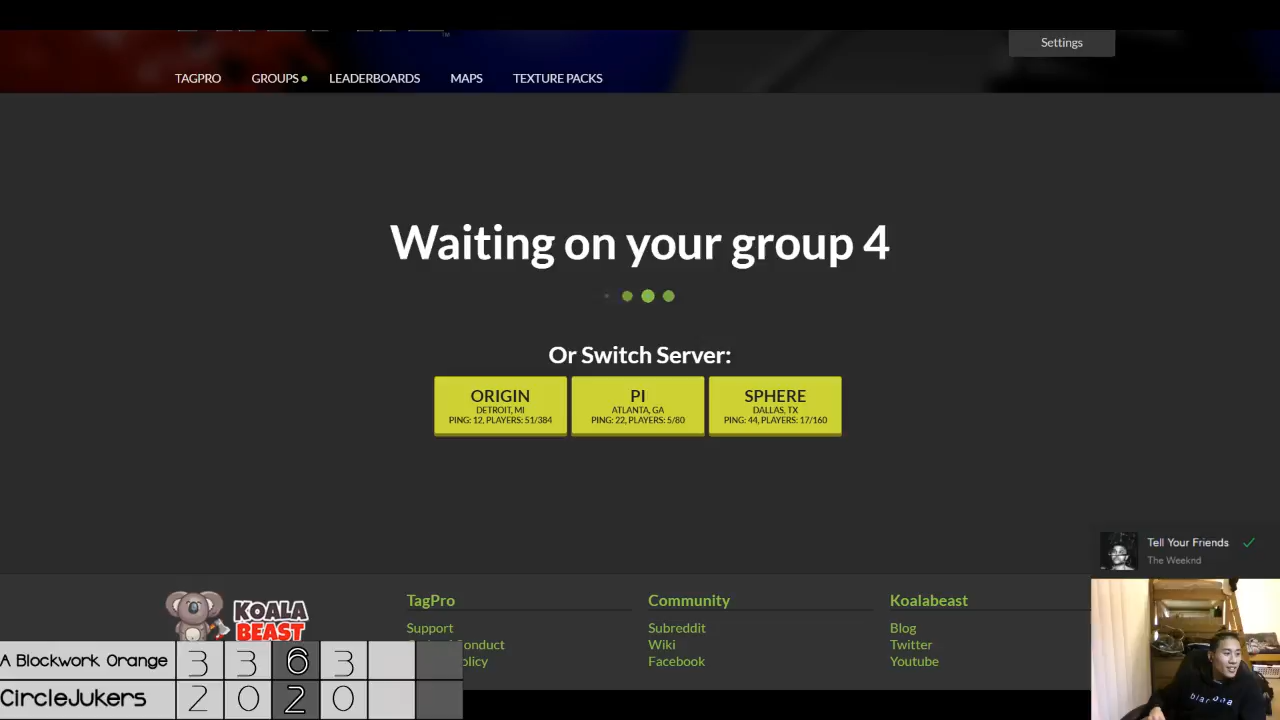 Settings
TAGPRO GROUPS LEADERBOARDS MAPS TEXTURE PACKS
Waiting on your group 4
Or Switch Server:
ORIGIN
DETROIT, MI
PING: 12, PLAYERS: 51/384
PI
ATLANTA, GA
PING: 22, PLAYERS: 5/80
SPHERE
DALLAS, TX
PING: 44, PLAYERS: 17/160
Tell Your Friends
The Weeknd
KOALA
BEAST
TagPro
Support
Conduct
Community
Subreddit
Wiki
Facebook
Koalabeast
Blog
Twitter
Youtube
A Blockwork Orange 3 3 6 3
CircleJukers 2 0 2 0